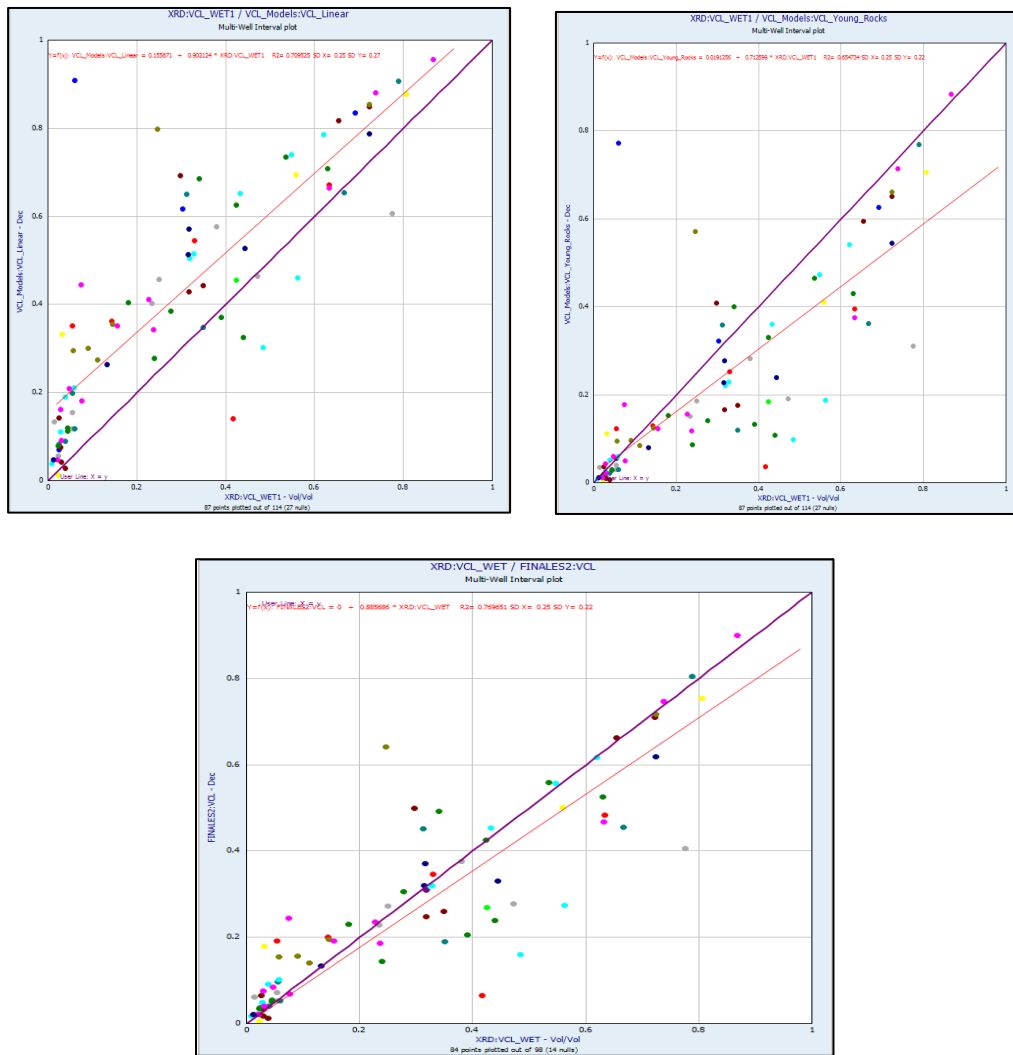 XRD:VCL_WET1 / VCL_Models:VCL_Linear
Multi-Well Interval plot
Y=f(x): VCL_Models:VCL_Linear = 0.155671 + 0.902124 * XRD:VCL_WET1 R2= 0.709525 SD X= 0.25 SD Y= 0.27
1
0.8
0.6
0.4
0.2
0
VCL_Models:VCL_Linear - Dec
User Line: X = y
0 0.2 0.4 0.6 0.8 1
XRD:VCL_WET1 - Vol/Vol
87 points plotted out of 114 (27 nulls)
XRD:VCL_WET1 / VCL_Models:VCL_Young_Rocks
Multi-Well Interval plot
Y=f(x): VCL_Models:VCL_Young_Rocks = 0.0191256 + 0.712599 * XRD:VCL_WET1 R2= 0.654734 SD X= 0.25 SD Y= 0.22
1
0.8
0.6
0.4
0.2
0
VCL_Models:VCL_Young_Rocks - Dec
User Line: X = y
0 0.2 0.4 0.6 0.8 1
XRD:VCL_WET1 - Vol/Vol
87 points plotted out of 114 (27 nulls)
XRD:VCL_WET / FINALES2:VCL
Multi-Well Interval plot
User Line: X = y
Y=f(x): FINALES2:VCL = 0 + 0.885686 * XRD:VCL_WET R2= 0.769651 SD X= 0.25 SD Y= 0.22
1
0.8
0.6
0.4
0.2
0
FINALES2:VCL - Dec
0 0.2 0.4 0.6 0.8 1
XRD:VCL_WET - Vol/Vol
84 points plotted out of 98 (14 nulls)